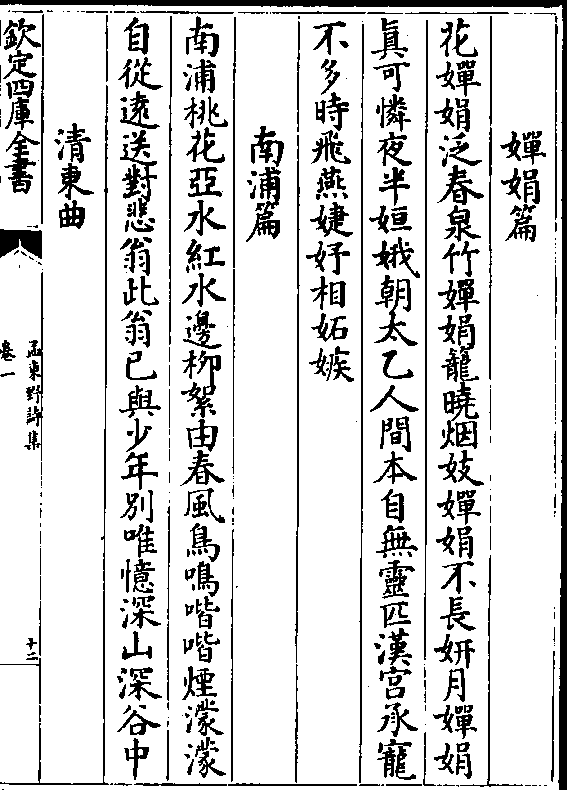 嬋娟篇
花嬋娟泛春泉竹嬋娟籠曉烟妓嬋娟不長妍月嬋娟
真可憐夜半姮娥朝太乙人間本自無靈匹漢宮承寵
不多時飛燕婕妤相妬嫉
南浦篇
南浦桃花亞水紅水邊柳絮由春風鳥鳴喈喈煙濛濛
自從逺送對悲翁此翁已與少年別唯憶深山深谷中
清東曲
欽定四庫全書
孟東野詩集
卷一
十二